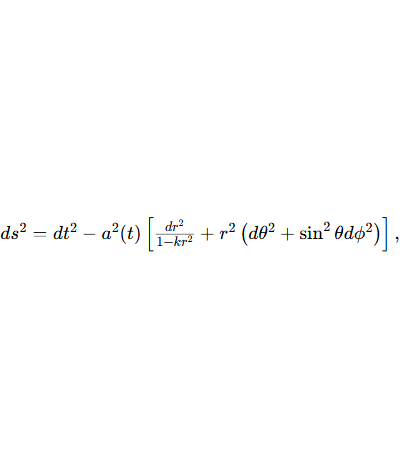 ds² = dt² − a²(t) [ dr²/(1−kr²) + r² (dθ² + sin² θdϕ²) ] ,